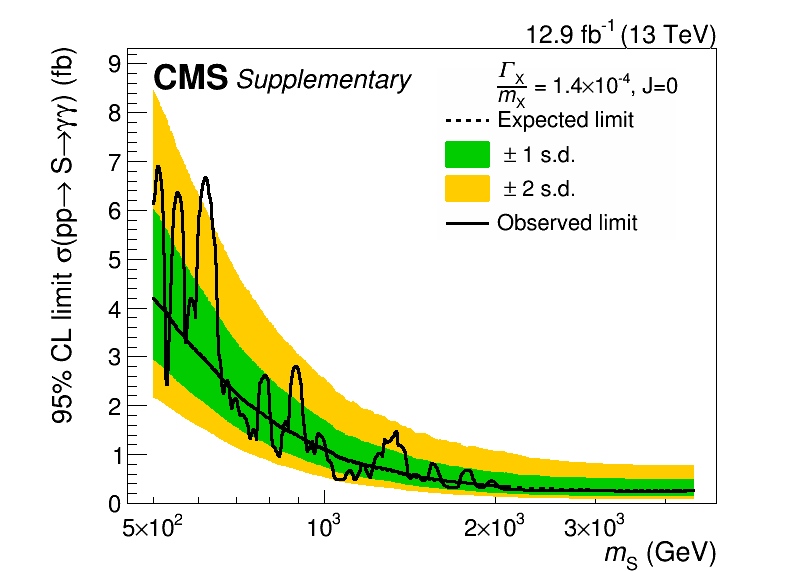 12.9 fb⁻¹ (13 TeV)
CMS Supplementary
Γ_X/m_X = 1.4×10⁻⁴, J=0
Expected limit
± 1 s.d.
± 2 s.d.
Observed limit
95% CL limit σ(pp→ S→γγ) (fb)
9
8
7
6
5
4
3
2
1
0
5×10² 10³ 2×10³ 3×10³
m_S (GeV)